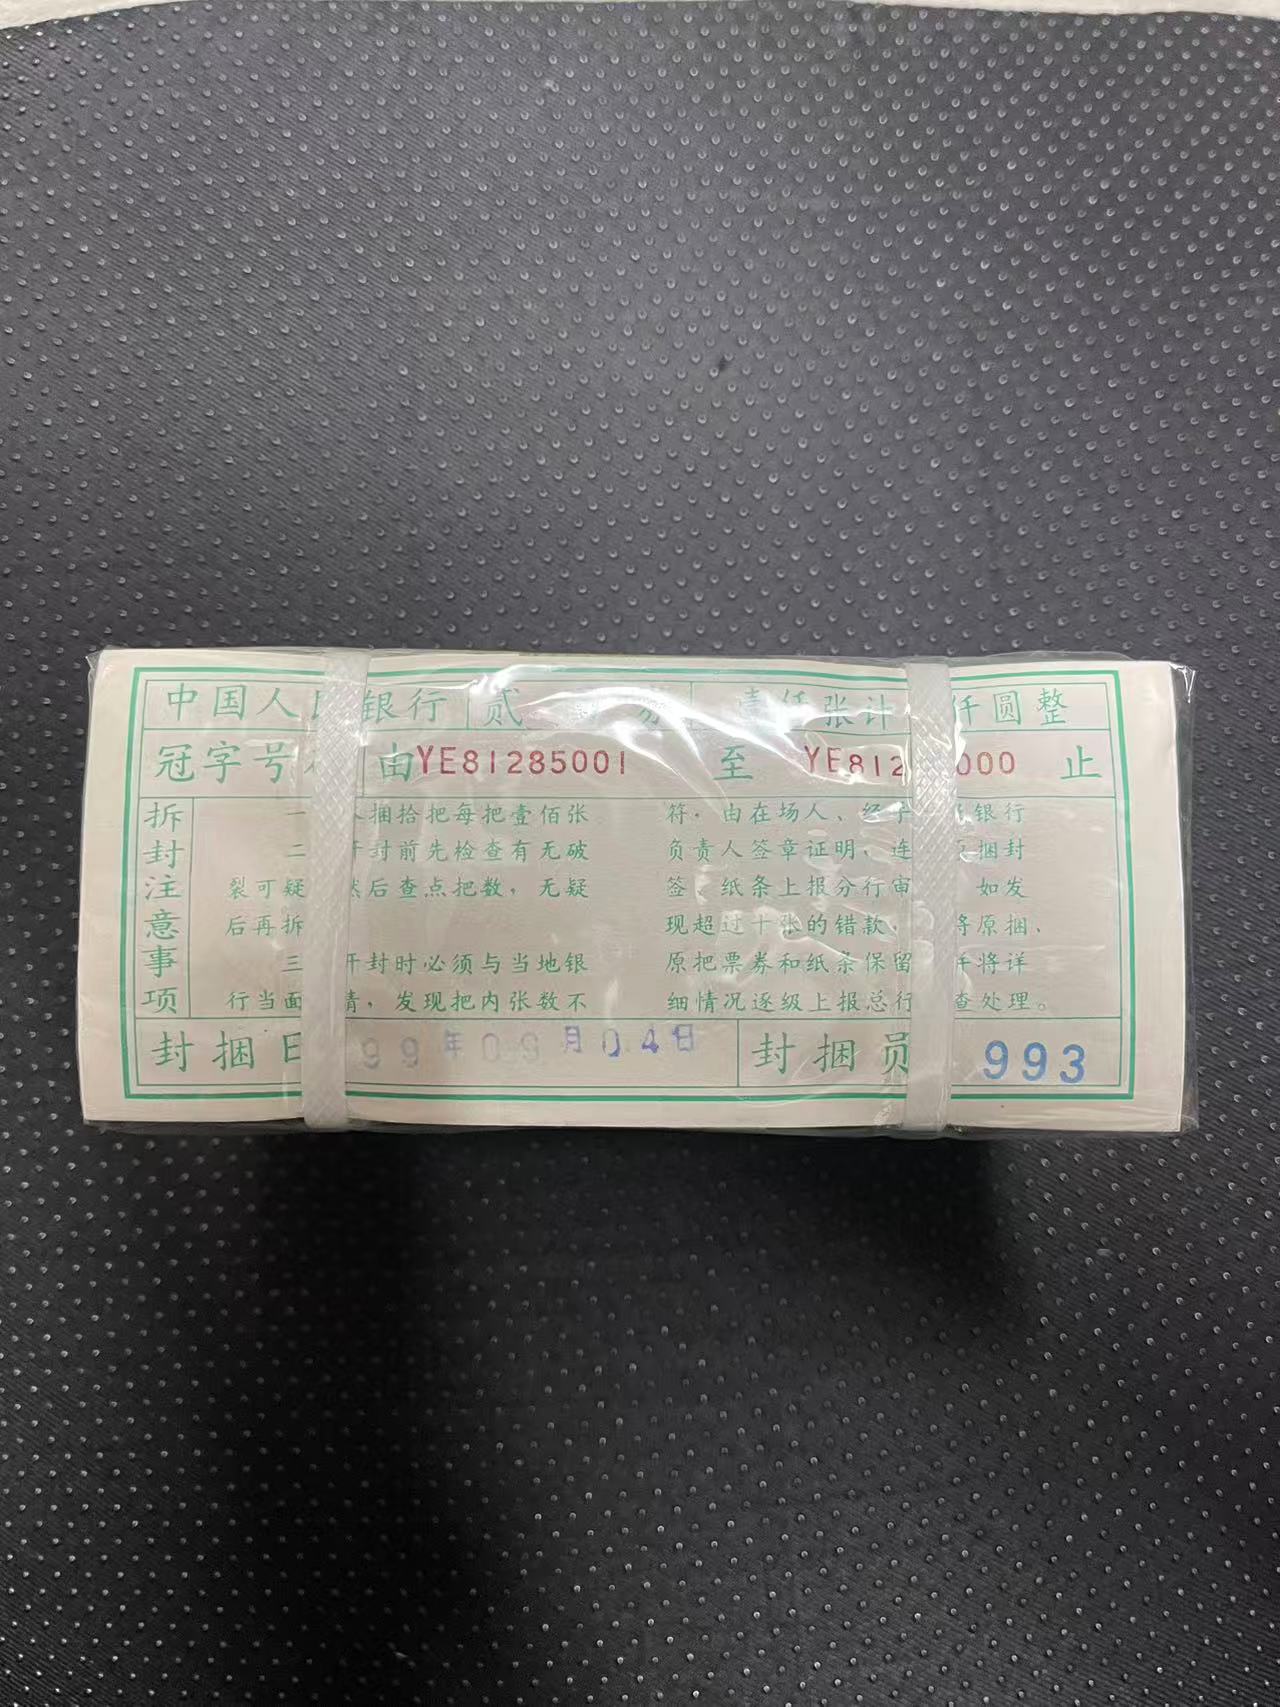 中国人民银行 贰 券 壹仟张计 仟圆整
冠字号 由YE81285001 至 YE812 000 止
拆封注意事项
一 捆拾把每把壹佰张
二 开封前先检查有无破
裂可疑 然后查点把数，无疑
后再拆
三 开封时必须与当地银
行当面 清，发现把内张数不
符，由在场人、经手 银行
负责人签章证明，连 原捆封
签、纸条上报分行审 如发
现超过十张的错款， 将原捆、
原把票券和纸条保留 并将详
细情况逐级上报总行 查处理。
封捆日 99年09月04日 封捆员 993